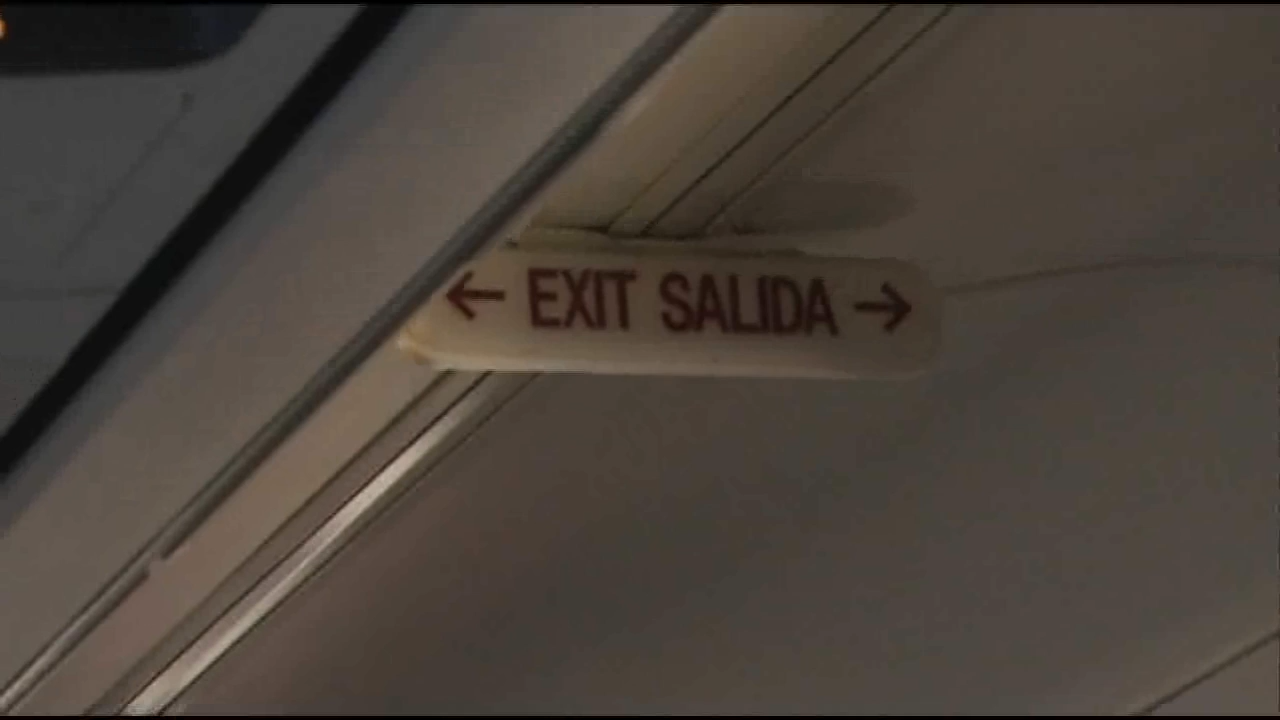 ← EXIT SALIDA →